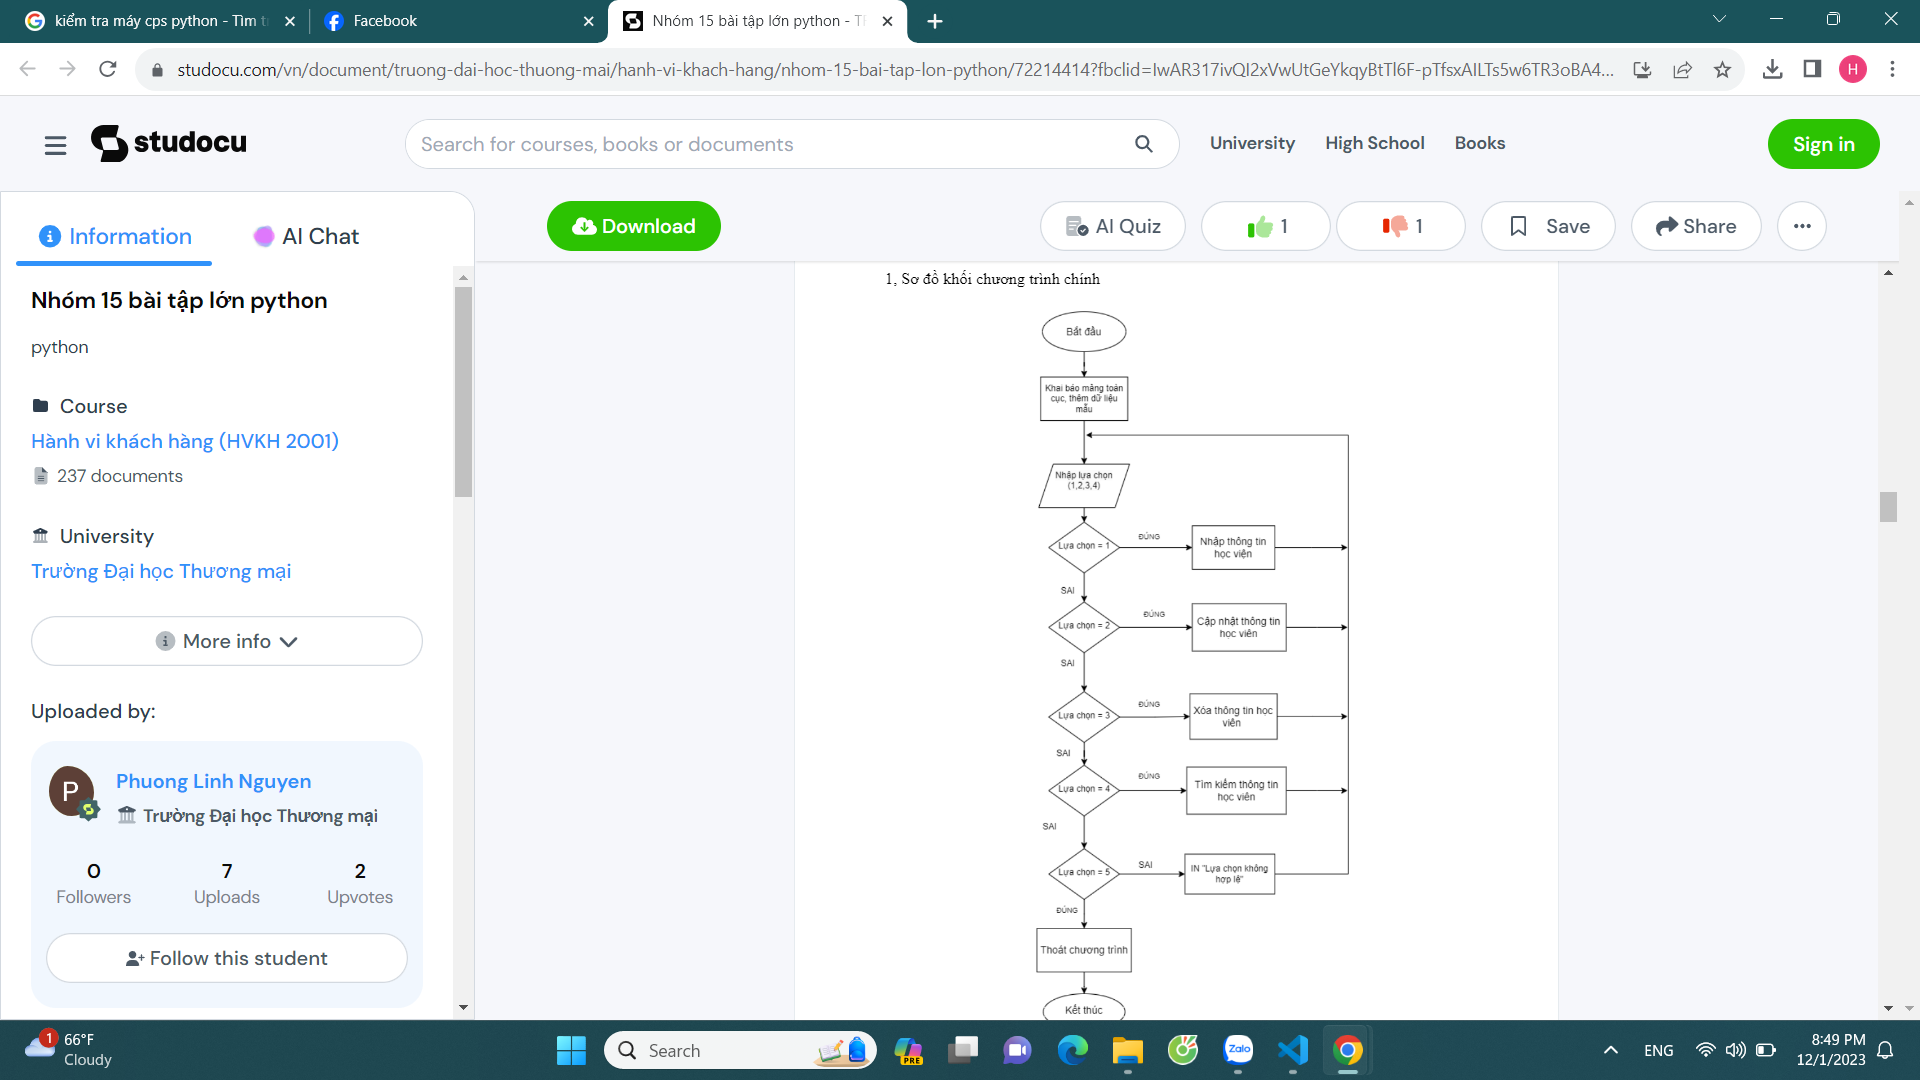 kiểm tra máy cps python - Tìm t
Facebook
Nhóm 15 bài tập lớn python - T
studocu.com/vn/document/truong-dai-hoc-thuong-mai/hanh-vi-khach-hang/nhom-15-bai-tap-lon-python/72214414?fbclid=IwAR317ivQI2xVwUtGeYkqyBtTl6F-pTfsxAILTs5w6TR3oBA4...
H
studocu
Search for courses, books or documents
University
High School
Books
Sign in
Information
AI Chat
Download
AI Quiz
1
1
Save
Share
Nhóm 15 bài tập lớn python
python
Course
Hành vi khách hàng (HVKH 2001)
237 documents
University
Trường Đại học Thương mại
More info
Uploaded by:
P
Phuong Linh Nguyen
Trường Đại học Thương mại
0
7
2
Followers
Uploads
Upvotes
Follow this student
1, Sơ đồ khối chương trình chính
Bắt đầu
Khai báo mảng toàn
cục, thêm dữ liệu
mẫu
Nhập lựa chọn
(1,2,3,4)
Lựa chọn = 1
ĐÚNG
Nhập thông tin
học viên
SAI
Lựa chọn = 2
ĐÚNG
Cập nhật thông tin
học viên
SAI
Lựa chọn = 3
ĐÚNG
Xóa thông tin học
viên
SAI
Lựa chọn = 4
ĐÚNG
Tìm kiếm thông tin
học viên
SAI
Lựa chọn = 5
SAI
IN "Lựa chọn không
hợp lệ"
ĐÚNG
Thoát chương trình
Kết thúc
1
66°F
Cloudy
Search
PRE
Zalo
ENG
8:49 PM
12/1/2023